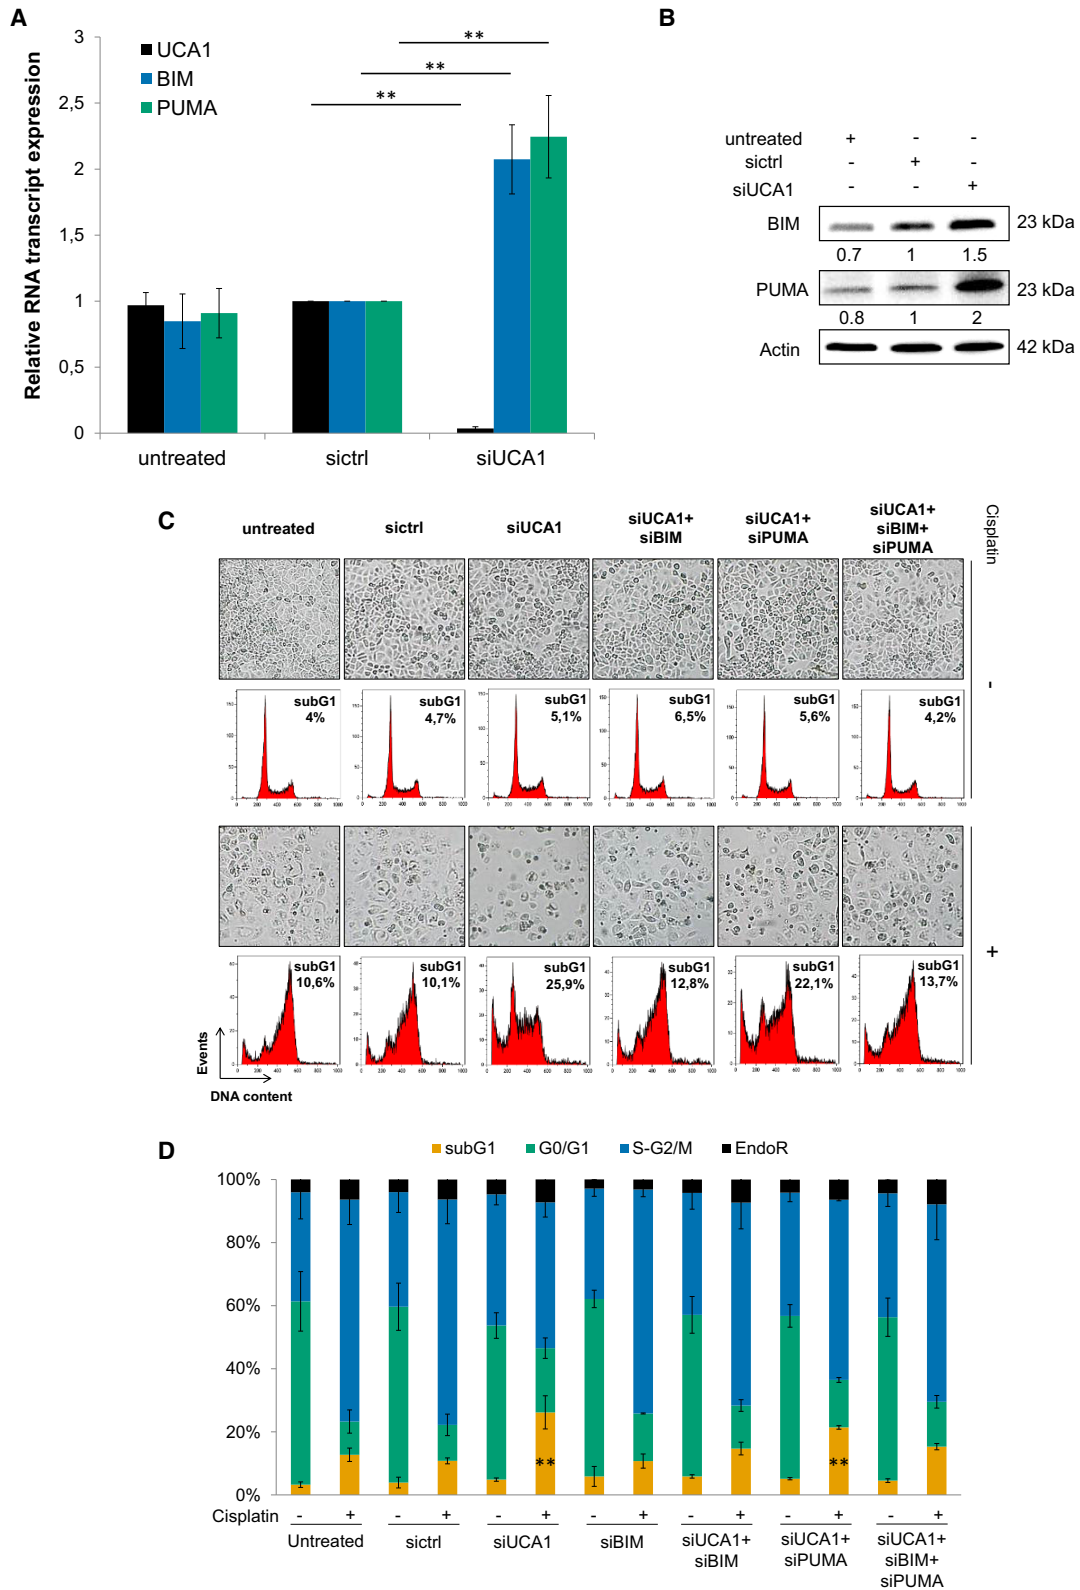 A
Relative RNA transcript expression
3
2,5
2
1,5
1
0,5
0
UCA1
BIM
PUMA
**
**
**
untreated
sictrl
siUCA1
B
untreated + - -
sictrl - + -
siUCA1 - - +
BIM 23 kDa
0.7 1 1.5
PUMA 23 kDa
0.8 1 2
Actin 42 kDa
C
untreated
sictrl
siUCA1
siUCA1+
siBIM
siUCA1+
siPUMA
siUCA1+
siBIM+
siPUMA
Cisplatin
-
subG1
4%
subG1
4,7%
subG1
5,1%
subG1
6,5%
subG1
5,6%
subG1
4,2%
+
subG1
10,6%
subG1
10,1%
subG1
25,9%
subG1
12,8%
subG1
22,1%
subG1
13,7%
Events
DNA content
D
subG1 G0/G1 S-G2/M EndoR
100%
80%
60%
40%
20%
0%
** **
Cisplatin - + - + - + - + - + - + - +
Untreated
sictrl
siUCA1
siBIM
siUCA1+
siBIM
siUCA1+
siPUMA
siUCA1+
siBIM+
siPUMA